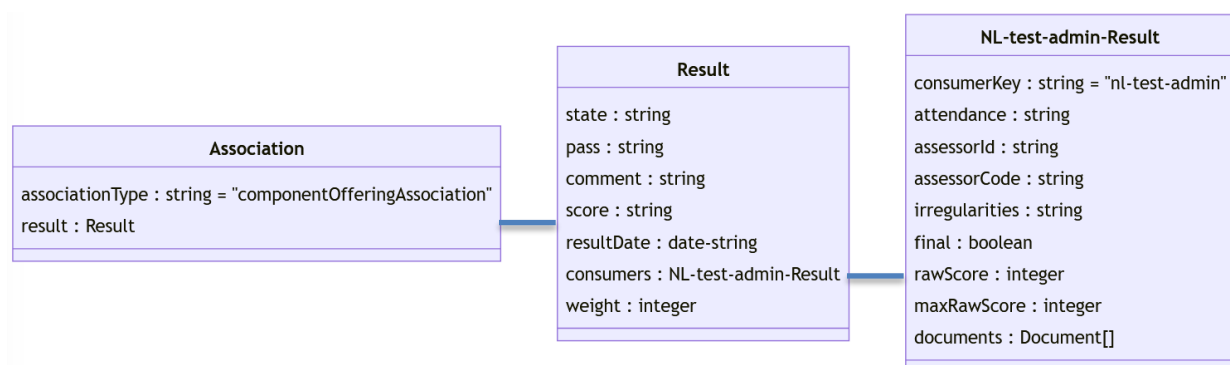 Association
associationType : string = "componentOfferingAssociation"
result : Result
Result
state : string
pass : string
comment : string
score : string
resultDate : date-string
consumers : NL-test-admin-Result
weight : integer
NL-test-admin-Result
consumerKey : string = "nl-test-admin"
attendance : string
assessorId : string
assessorCode : string
irregularities : string
final : boolean
rawScore : integer
maxRawScore : integer
documents : Document[]